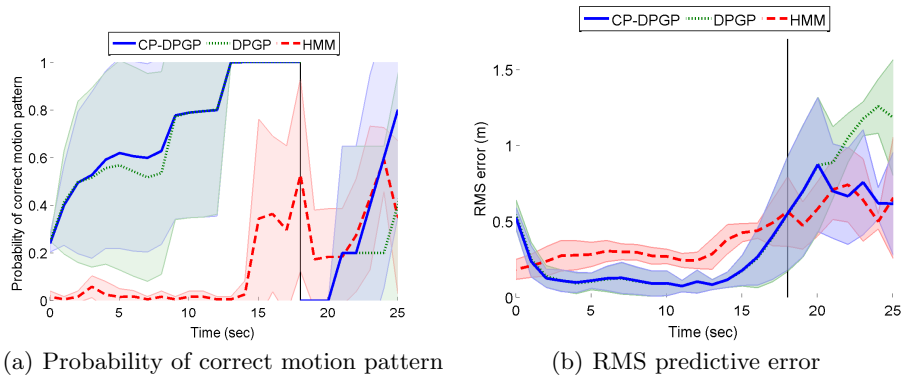 CP-DPGP DPGP HMM
Probability of correct motion pattern
1
0.8
0.6
0.4
0.2
0
0 5 10 15 20 25
Time (sec)
(a) Probability of correct motion pattern
CP-DPGP DPGP HMM
RMS error (m)
1.5
1
0.5
0
0 5 10 15 20 25
Time (sec)
(b) RMS predictive error